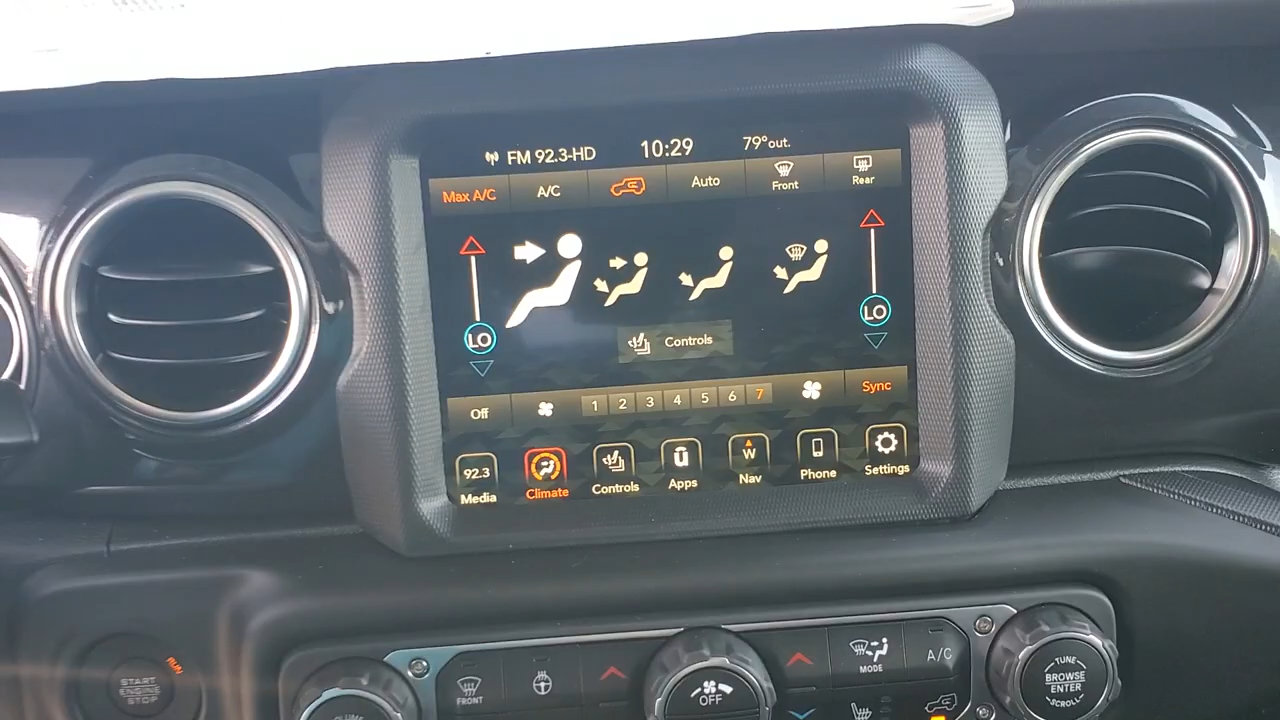 FM 92.3-HD 10:29 79°out.
Max A/C A/C Auto Front Rear
LO LO
Controls
Off 1 2 3 4 5 6 7 Sync
92.3 W
Media Climate Controls Apps Nav Phone Settings
START
ENGINE
STOP
RUN
FRONT
OFF
MODE
A/C
TUNE
BROWSE
ENTER
SCROLL